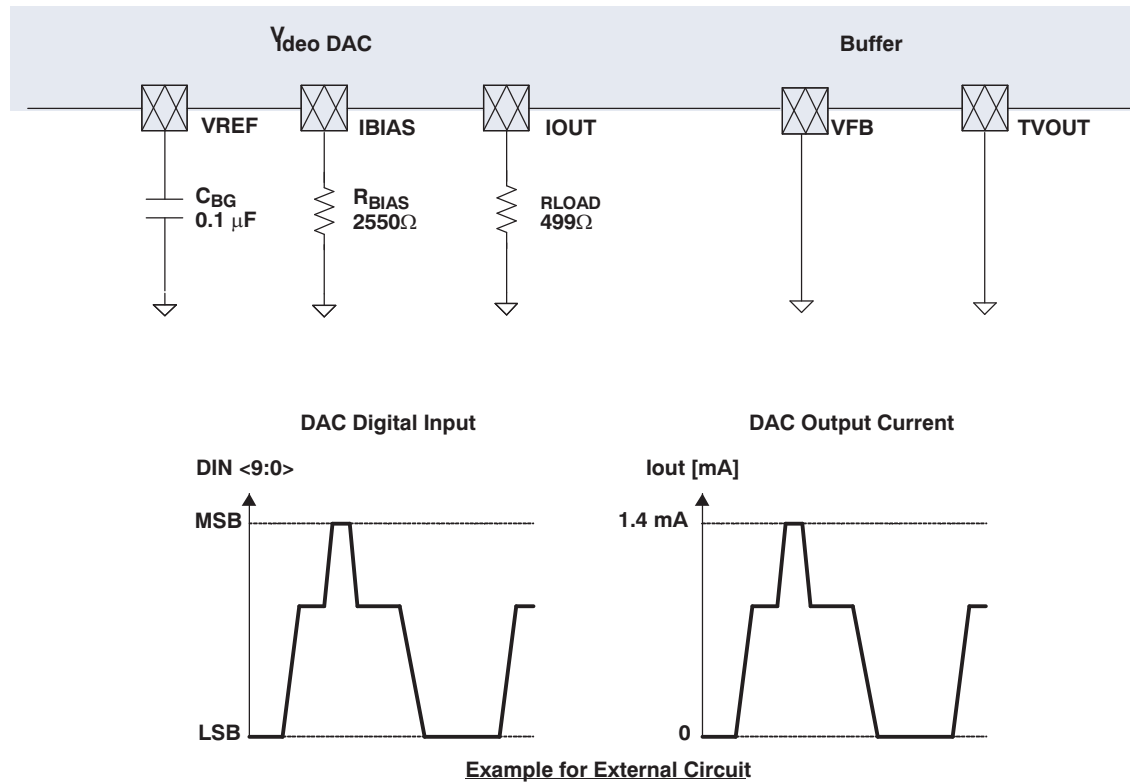 Video DAC
Buffer
VREF
IBIAS
IOUT
VFB
TVOUT
CBG
0.1 μF
RBIAS
2550Ω
RLOAD
499Ω
DAC Digital Input
DAC Output Current
DIN <9:0>
Iout [mA]
MSB
1.4 mA
LSB
0
Example for External Circuit